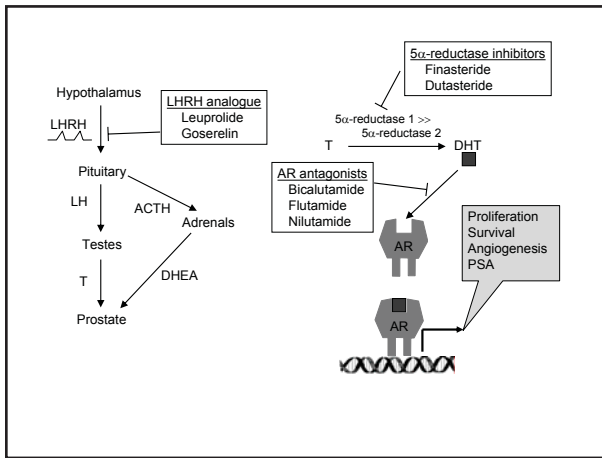 Hypothalamus
LHRH
LHRH analogue
Leuprolide
Goserelin
Pituitary
LH
ACTH
Adrenals
Testes
T
DHEA
Prostate
5α-reductase inhibitors
Finasteride
Dutasteride
5α-reductase 1 >>
5α-reductase 2
T
DHT
AR antagonists
Bicalutamide
Flutamide
Nilutamide
AR
Proliferation
Survival
Angiogenesis
PSA
AR